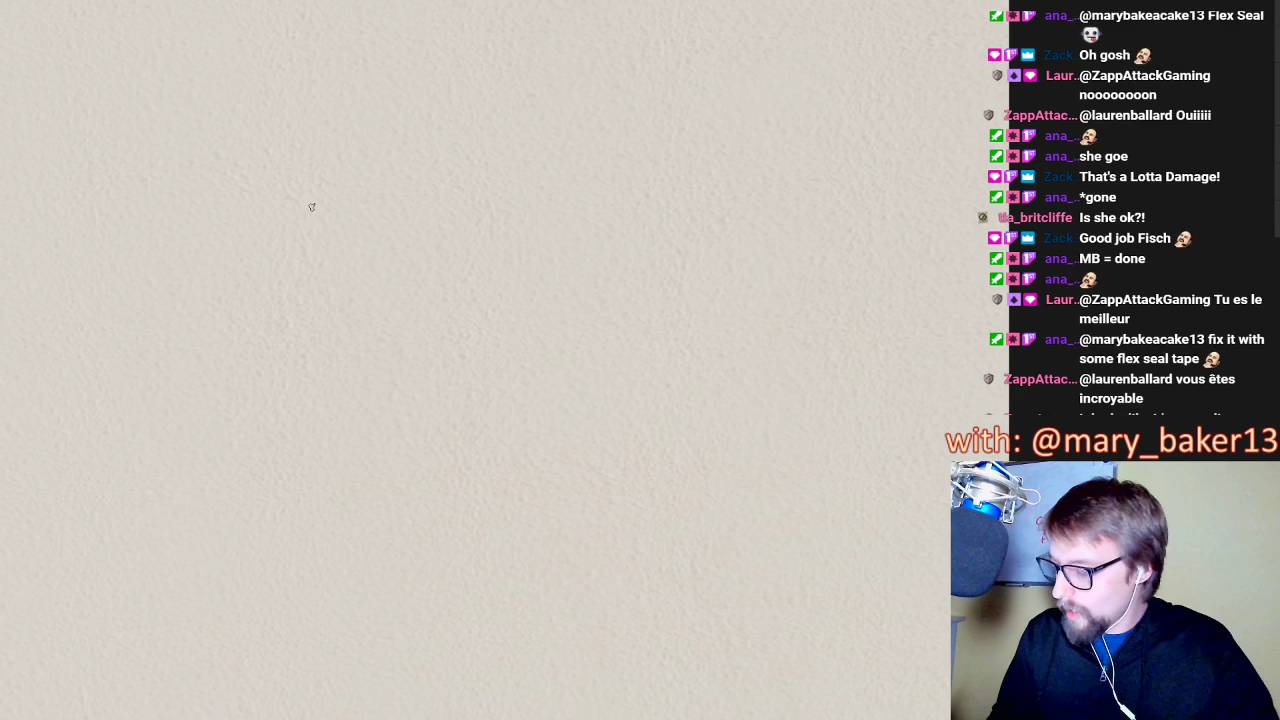 ana_... @marybakeacake13 Flex Seal
Zack Oh gosh
Laur... @ZappAttackGaming
noooooooon
ZappAttac... @laurenballard Ouiiiii
ana_...
ana_... she goe
Zack That's a Lotta Damage!
ana_... *gone
tia_britcliffe Is she ok?!
Zack Good job Fisch
ana_... MB = done
ana_...
Laur... @ZappAttackGaming Tu es le
meilleur
ana_... @marybakeacake13 fix it with
some flex seal tape
ZappAttac... @laurenballard vous êtes
incroyable
with: @mary_baker13